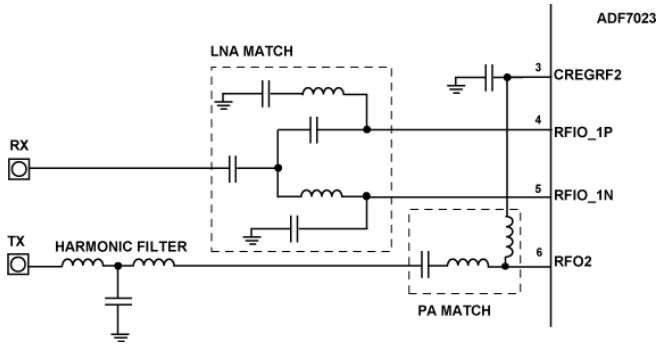 ADF7023
LNA MATCH
3
CREGRF2
4
RFIO_1P
RX
5
RFIO_1N
TX
HARMONIC FILTER
6
RFO2
PA MATCH